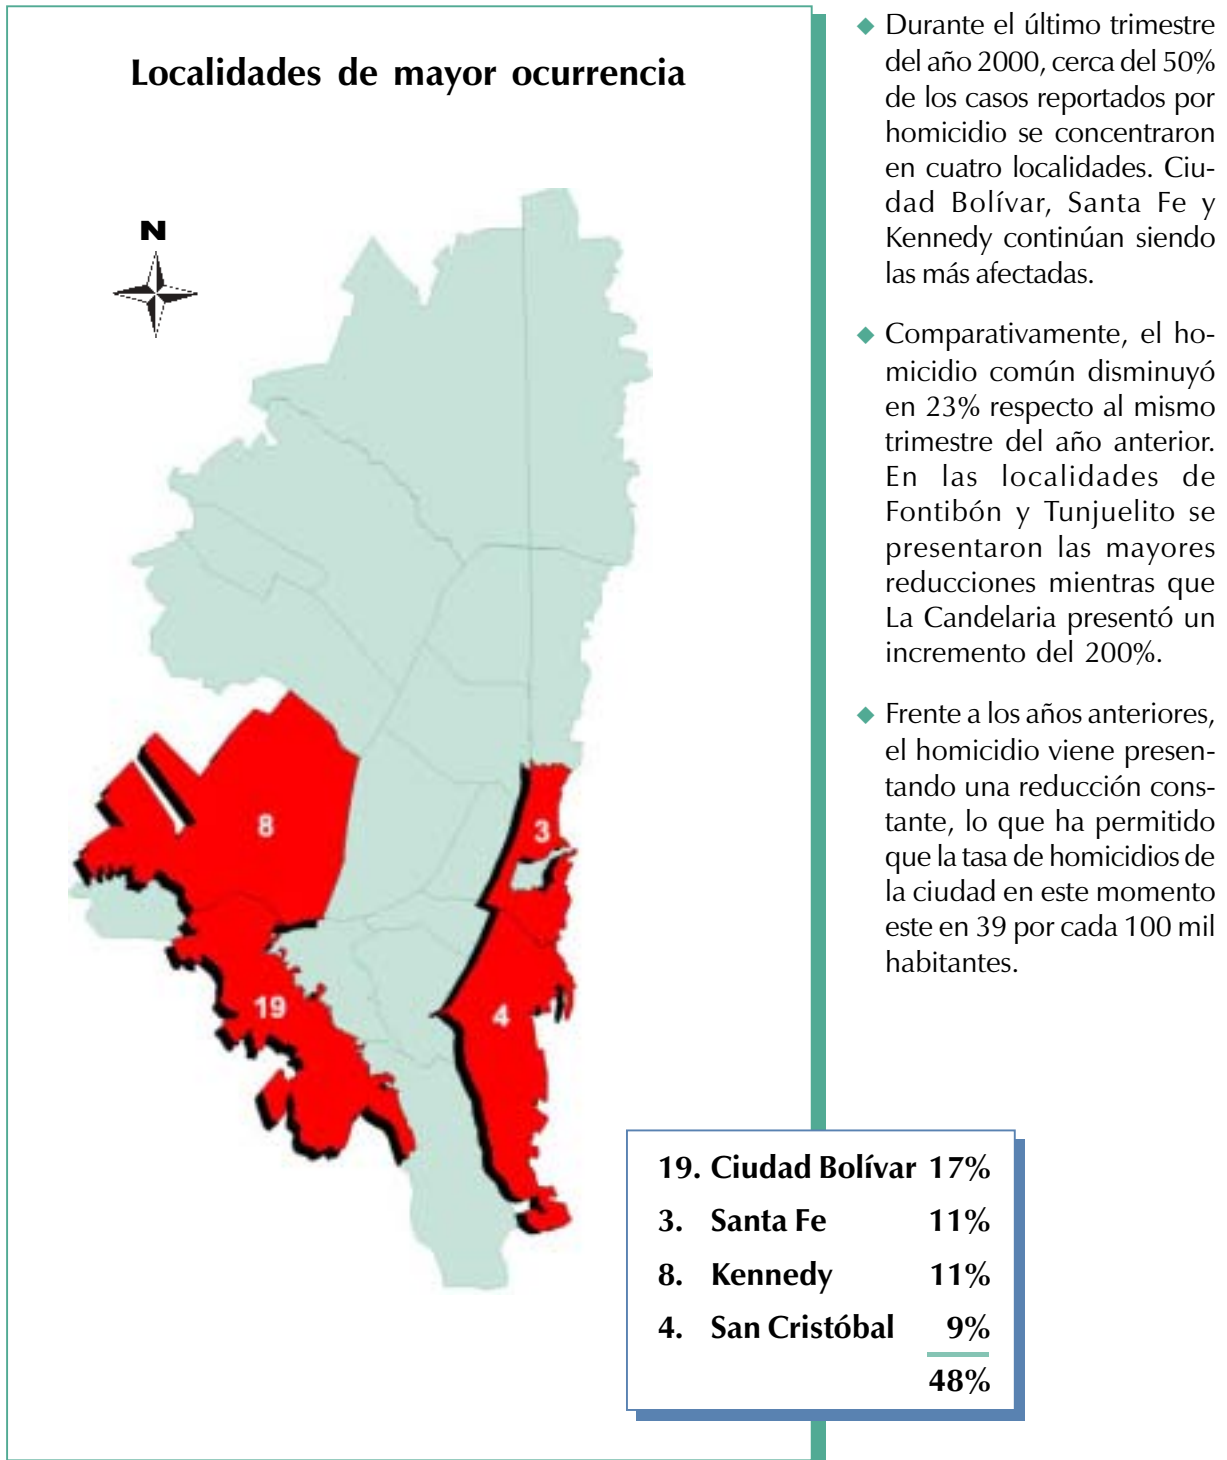 Localidades de mayor ocurrencia
N
8
3
19
4
19. Ciudad Bolívar 17%
3. Santa Fe 11%
8. Kennedy 11%
4. San Cristóbal 9%
48%
◆ Durante el último trimestre
del año 2000, cerca del 50%
de los casos reportados por
homicidio se concentraron
en cuatro localidades. Ciu-
dad Bolívar, Santa Fe y
Kennedy continúan siendo
las más afectadas.
◆ Comparativamente, el ho-
micidio común disminuyó
en 23% respecto al mismo
trimestre del año anterior.
En las localidades de
Fontibón y Tunjuelito se
presentaron las mayores
reducciones mientras que
La Candelaria presentó un
incremento del 200%.
◆ Frente a los años anteriores,
el homicidio viene presen-
tando una reducción cons-
tante, lo que ha permitido
que la tasa de homicidios de
la ciudad en este momento
este en 39 por cada 100 mil
habitantes.